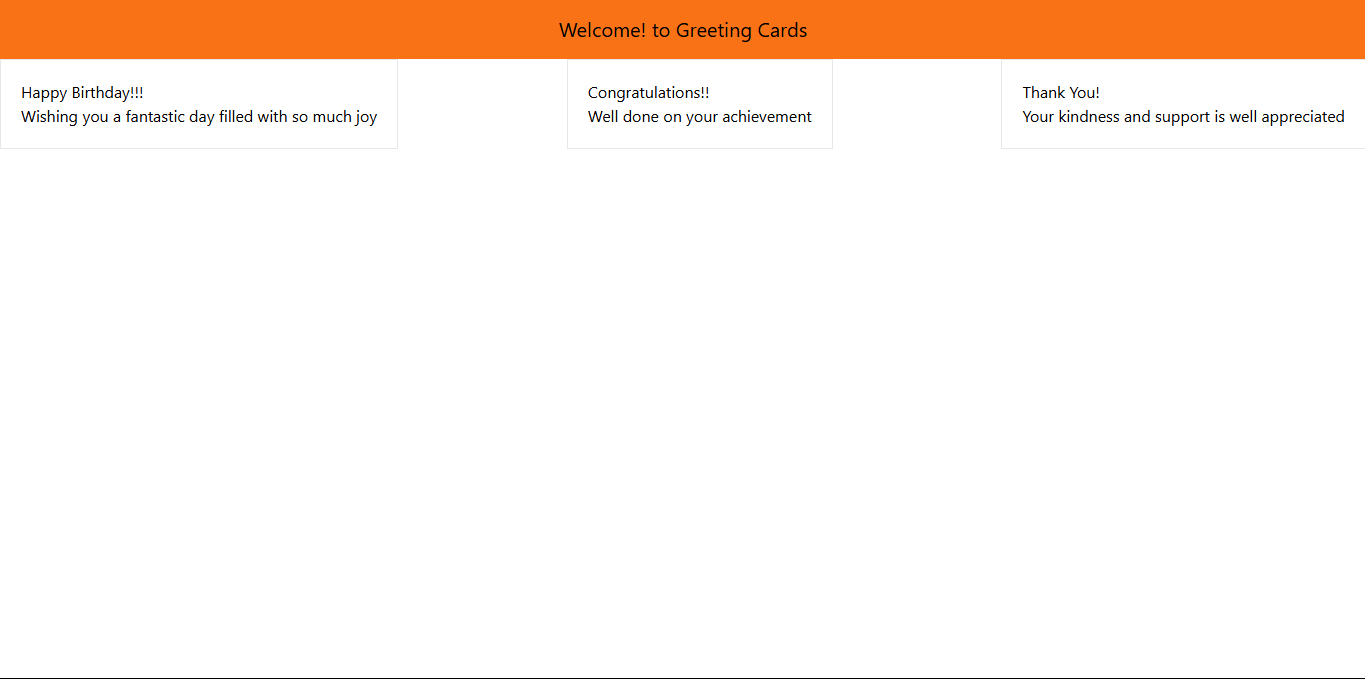 Welcome! to Greeting Cards
Happy Birthday!!!
Wishing you a fantastic day filled with so much joy
Congratulations!!
Well done on your achievement
Thank You!
Your kindness and support is well appreciated